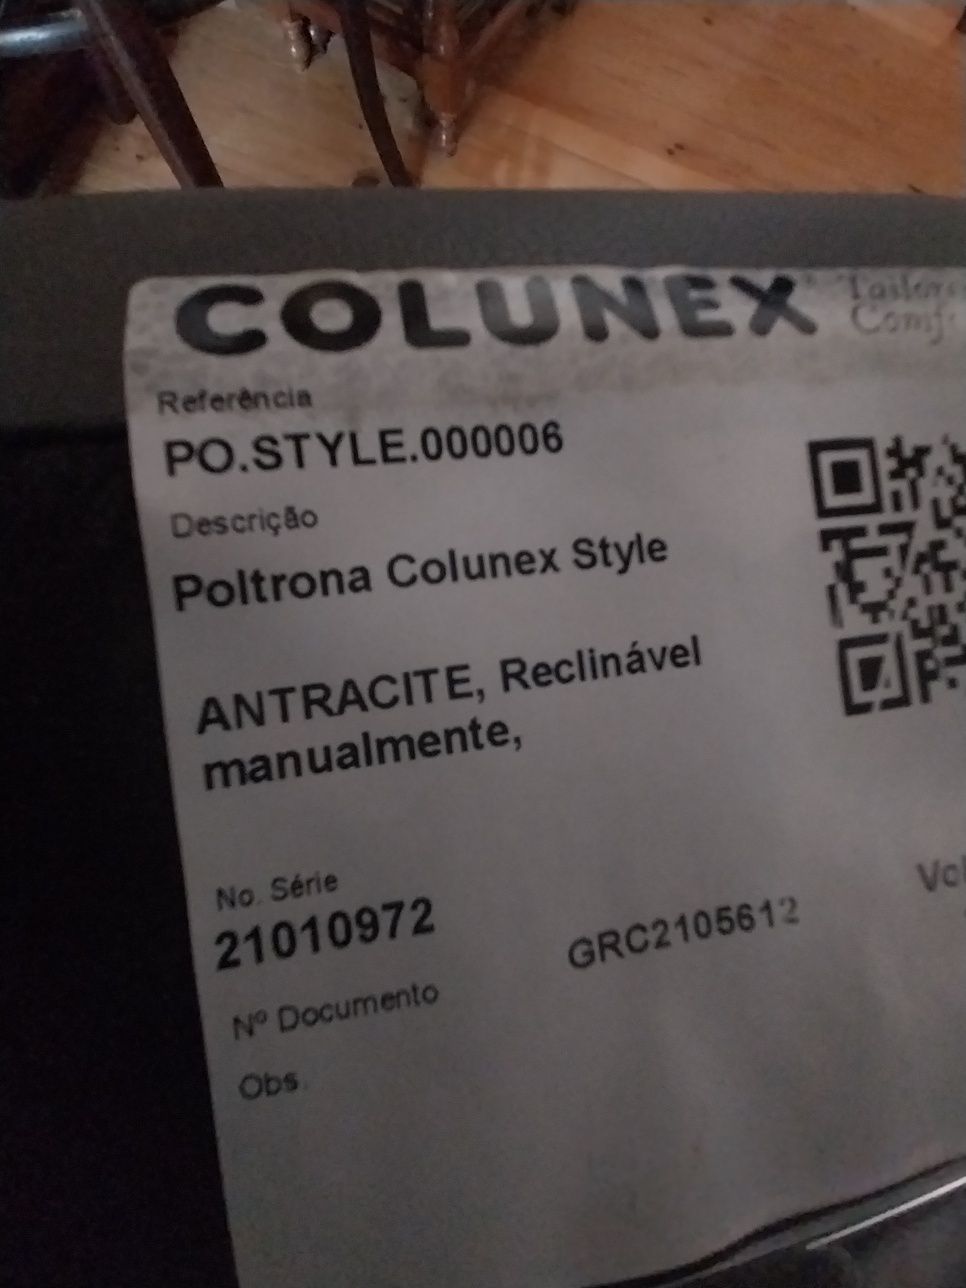 COLUNEX
Referência
PO.STYLE.000006
Descrição
Poltrona Colunex Style
ANTRACITE, Reclinável
manualmente,
No. Série
21010972
GRC2105612
Nº Documento
Obs.